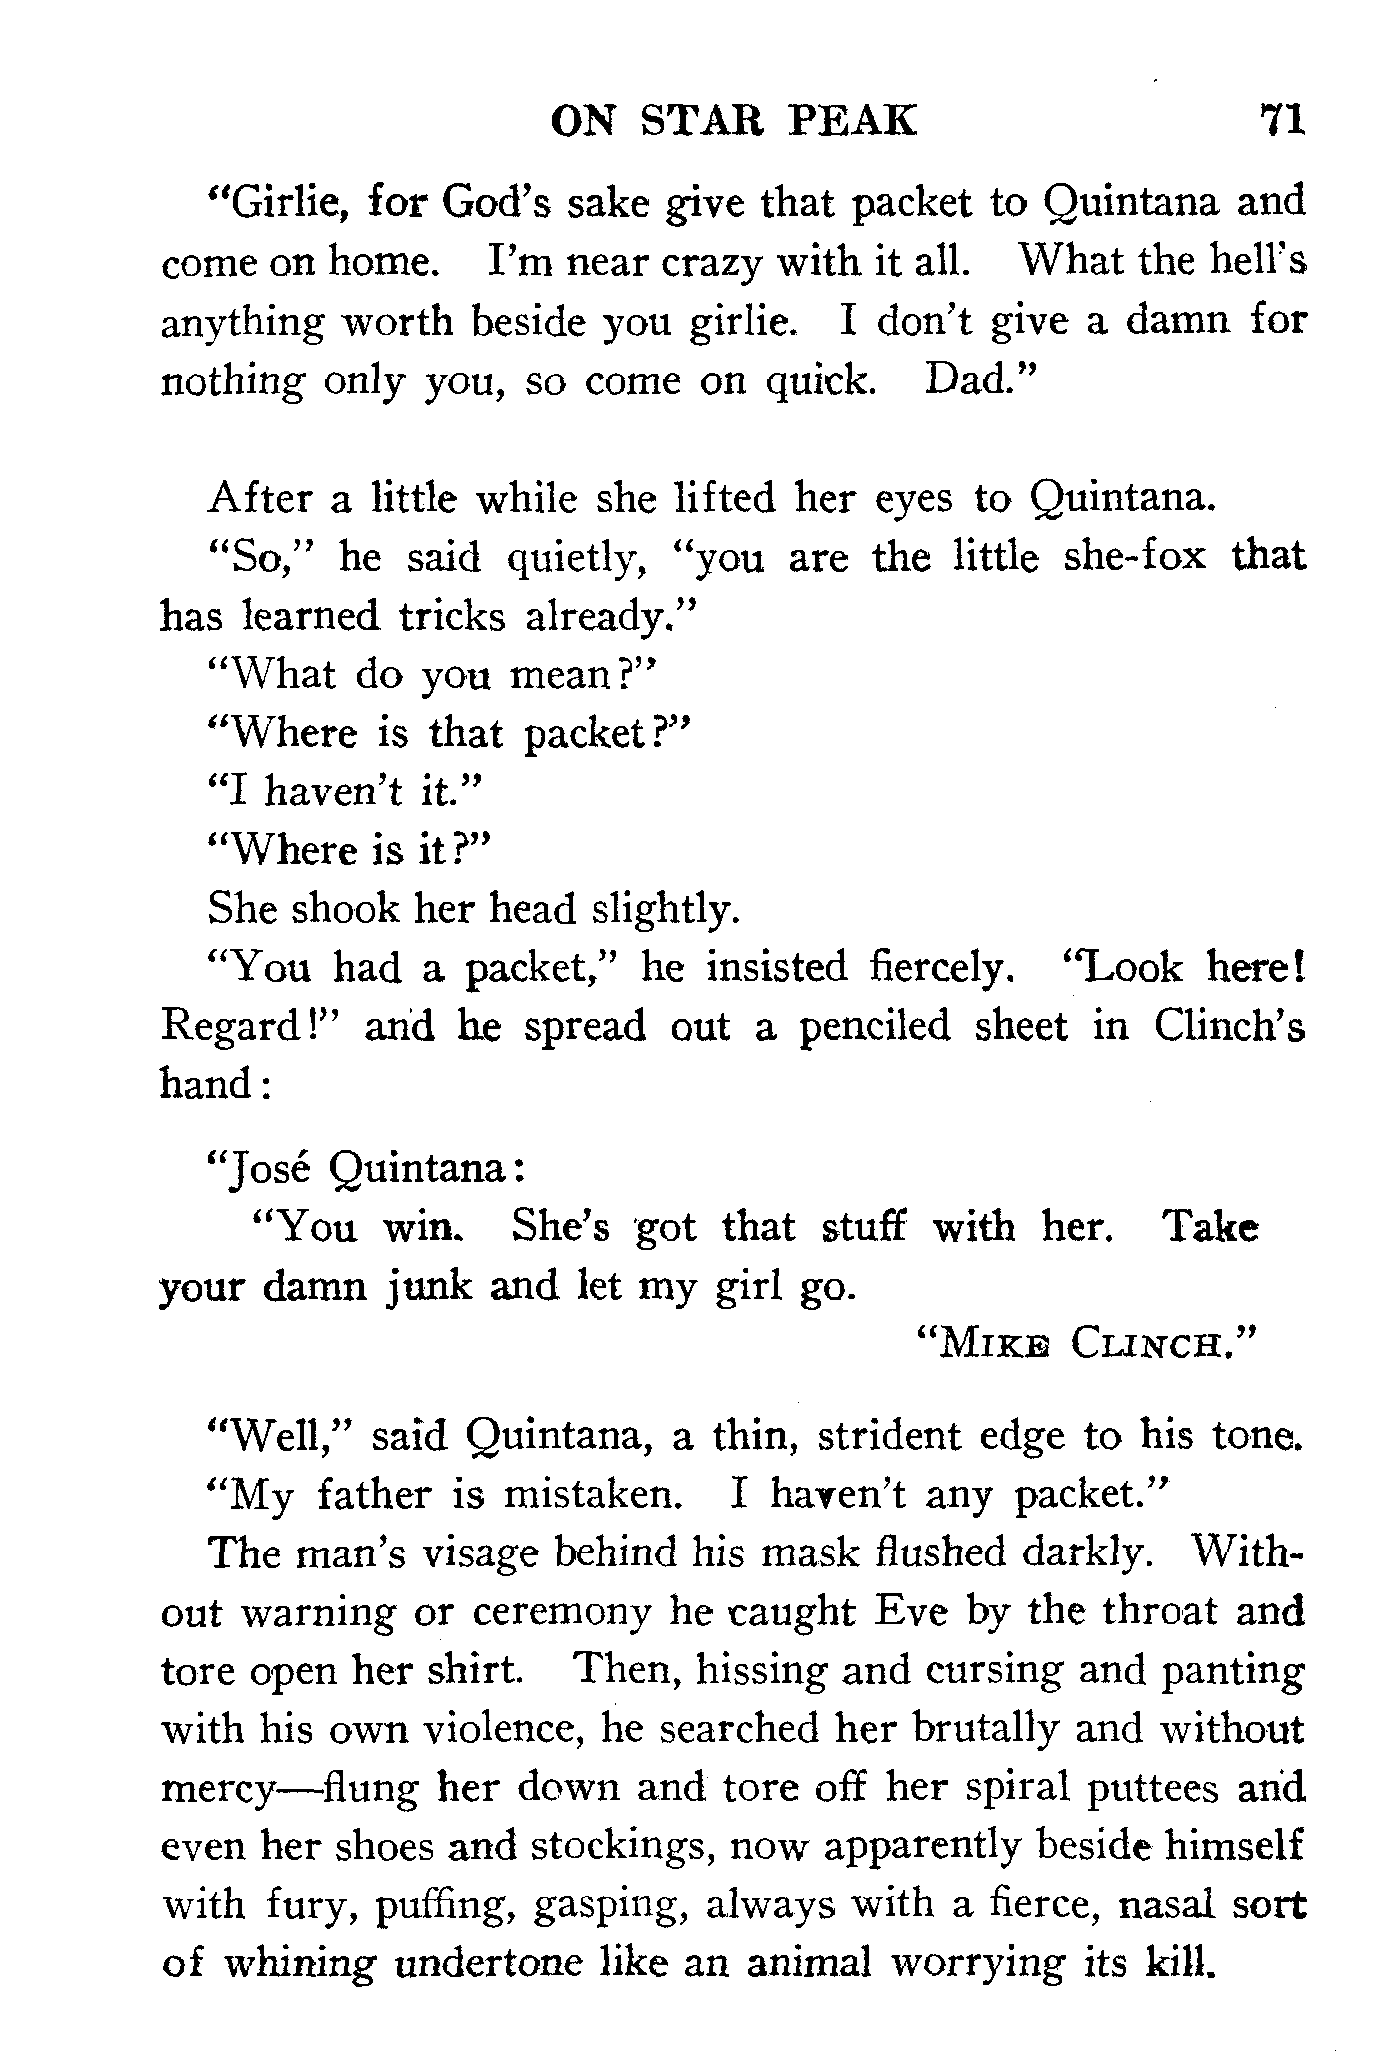 ON STAR PEAK 71
"Girlie, for God's sake give that packet to Quintana and
come on home. I'm near crazy with it all. What the hell's
anything worth beside you girlie. I don't give a damn for
nothing only you, so come on quick. Dad."
After a little while she lifted her eyes to Quintana.
"So," he said quietly, "you are the little she-fox that
has learned tricks already."
"What do you mean?"
"Where is that packet?"
"I haven't it."
"Where is it?"
She shook her head slightly.
"You had a packet," he insisted fiercely. "Look here!
Regard!" and he spread out a penciled sheet in Clinch's
hand:
"José Quintana:
"You win. She's got that stuff with her. Take
your damn junk and let my girl go.
"MIKE CLINCH."
"Well," said Quintana, a thin, strident edge to his tone.
"My father is mistaken. I haven't any packet."
The man's visage behind his mask flushed darkly. With-
out warning or ceremony he caught Eve by the throat and
tore open her shirt. Then, hissing and cursing and panting
with his own violence, he searched her brutally and without
mercy—flung her down and tore off her spiral puttees and
even her shoes and stockings, now apparently beside himself
with fury, puffing, gasping, always with a fierce, nasal sort
of whining undertone like an animal worrying its kill.